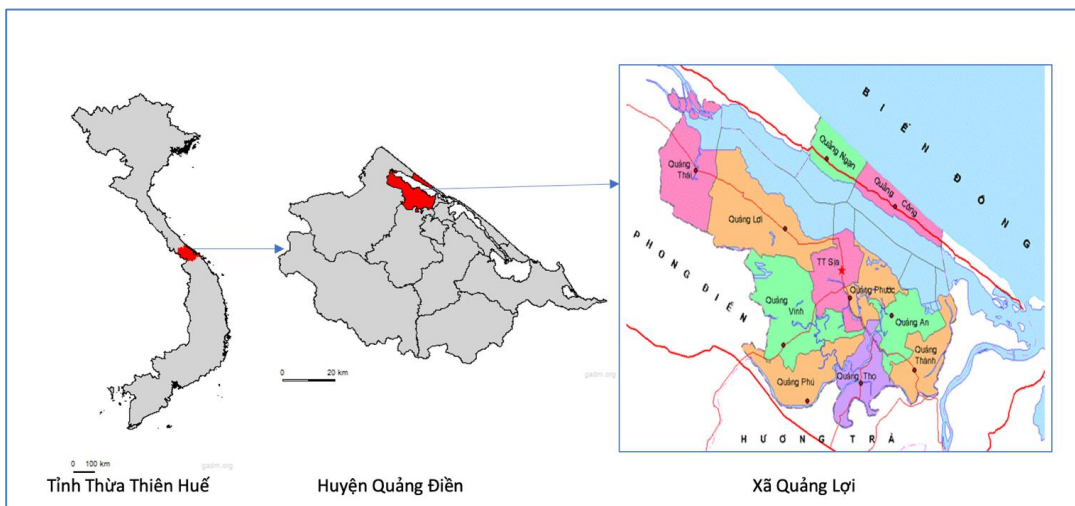 BIỂN ĐÔNG
Quảng Ngạn
Quảng
Thái
Quảng
Công
Quảng Lợi
PHONG ĐIỀN
TT Sịa
Quảng Phước
Quảng
Vinh
Quảng An
Quảng
Thành
Quảng Phú
Quảng Thọ
HƯƠNG TRÀ
0 20 km
gadm.org
0 100 km
gadm.org
Tỉnh Thừa Thiên Huế
Huyện Quảng Điền
Xã Quảng Lợi